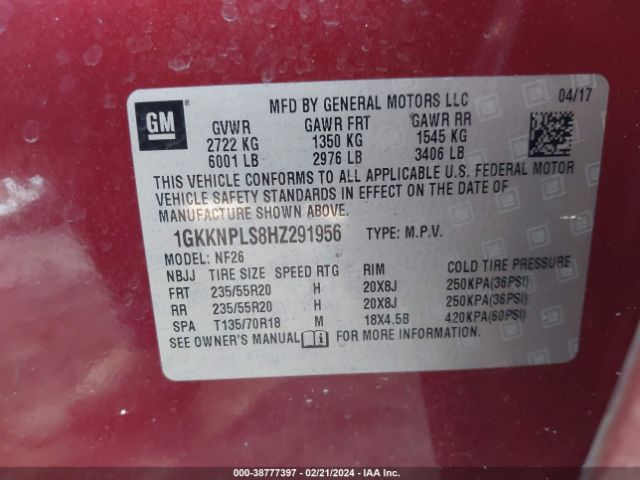 MFD BY GENERAL MOTORS LLC 04/17
GM ®
GVWR GAWR FRT GAWR RR
2722 KG 1350 KG 1545 KG
6001 LB 2976 LB 3406 LB
THIS VEHICLE CONFORMS TO ALL APPLICABLE U.S. FEDERAL MOTOR
VEHICLE SAFETY STANDARDS IN EFFECT ON THE DATE OF
MANUFACTURE SHOWN ABOVE.
1GKKNPLS8HZ291956 TYPE: M.P.V.
MODEL: NF26
NBJJ TIRE SIZE SPEED RTG RIM COLD TIRE PRESSURE
FRT 235/55R20 H 20X8J 250KPA(36PSI)
RR 235/55R20 H 20X8J 250KPA(36PSI)
SPA T135/70R18 M 18X4.5B 420KPA(60PSI)
SEE OWNER'S MANUAL FOR MORE INFORMATION.
000-38777397 - 02/21/2024 - IAAI.COM